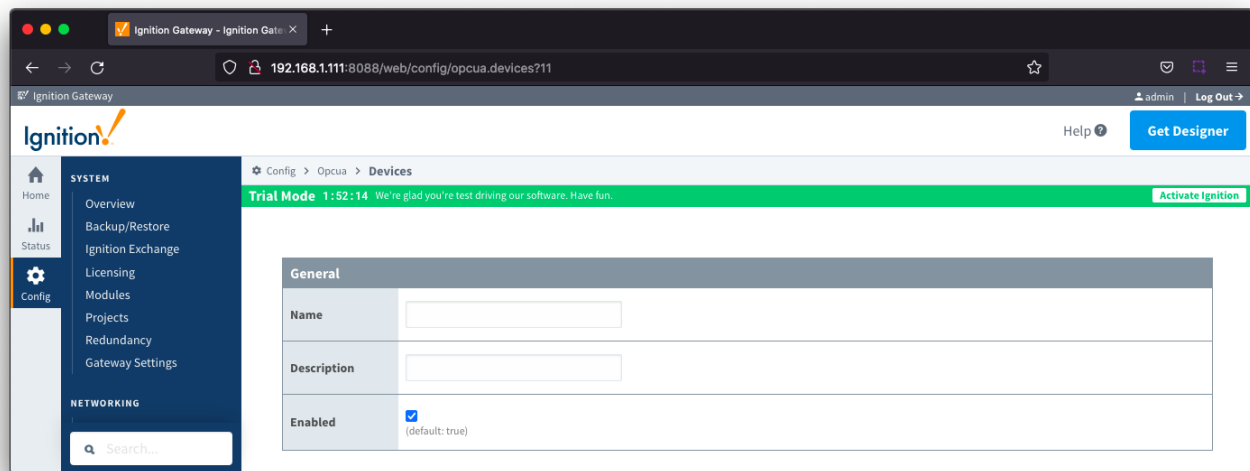 Ignition Gateway - Ignition Gate
192.168.1.111:8088/web/config/opcua.devices?11
Ignition Gateway
admin | Log Out
Ignition!
Help
Get Designer
Home
Status
Config
SYSTEM
Overview
Backup/Restore
Ignition Exchange
Licensing
Modules
Projects
Redundancy
Gateway Settings
NETWORKING
Search...
Config > Opcua > Devices
Trial Mode 1:52:14 We're glad you're test driving our software. Have fun.
Activate Ignition
General
Name
Description
Enabled
(default: true)